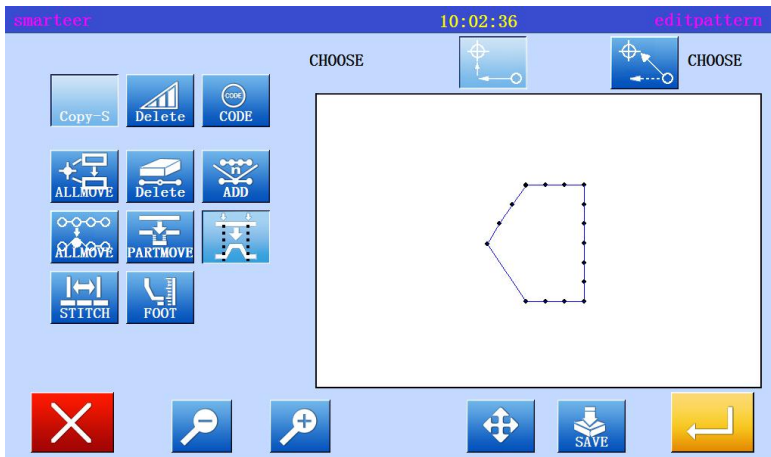 smarteer 10:02:36 editpattern
CHOOSE CHOOSE
Copy-S Delete CODE CODE
ALLMOVE Delete n ADD
ALLMOVE PARTMOVE
STITCH FOOT
SAVE